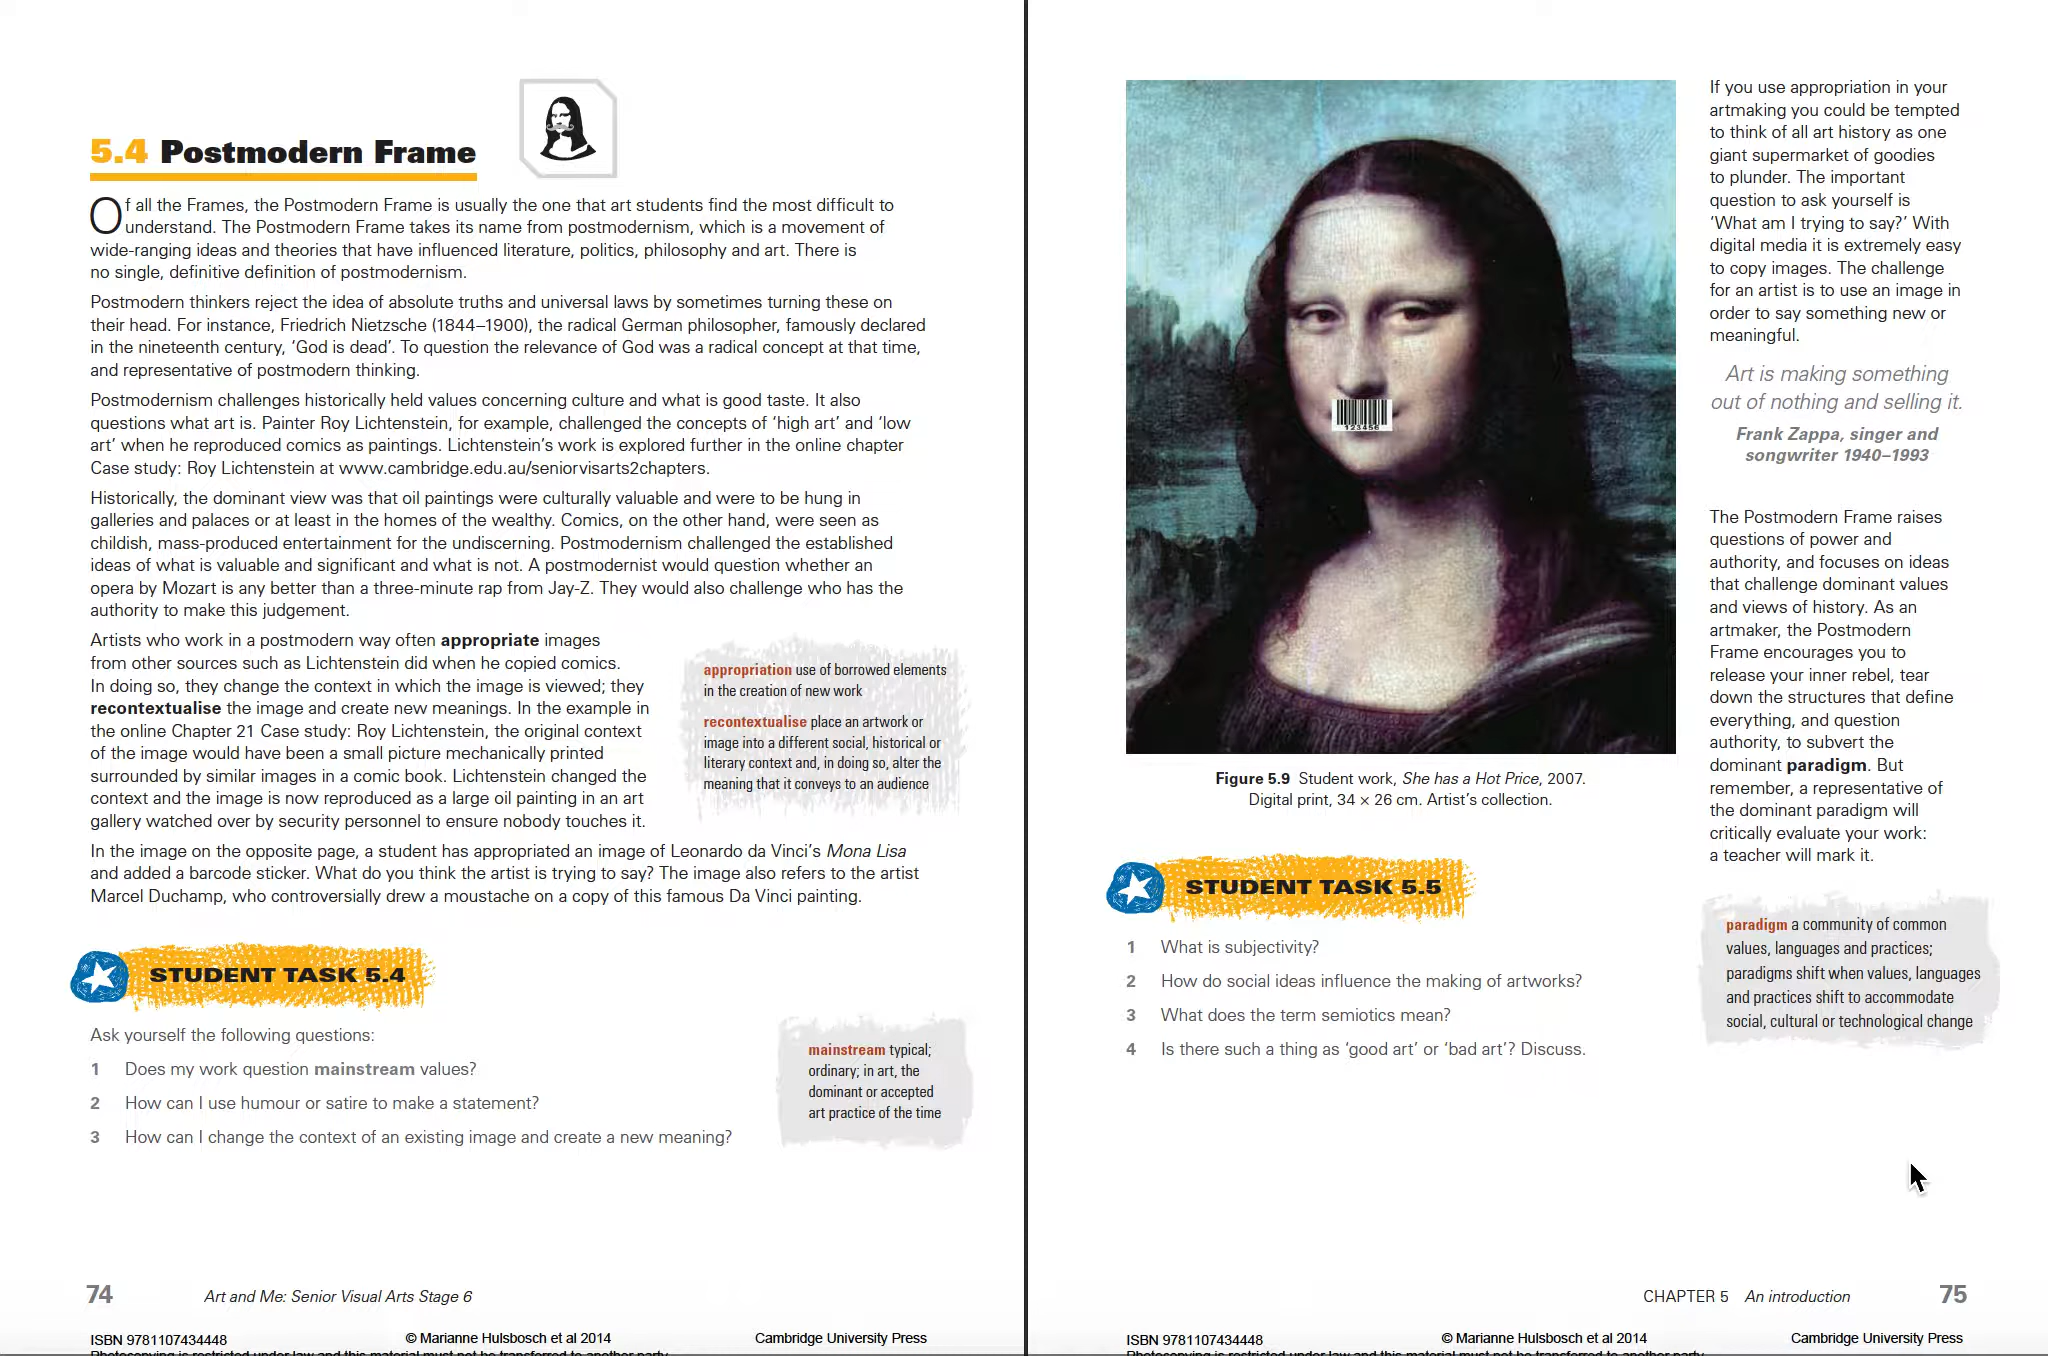 5.4 Postmodern Frame
Of all the Frames, the Postmodern Frame is usually the one that art students find the most difficult to
understand. The Postmodern Frame takes its name from postmodernism, which is a movement of
wide-ranging ideas and theories that have influenced literature, politics, philosophy and art. There is
no single, definitive definition of postmodernism.
Postmodern thinkers reject the idea of absolute truths and universal laws by sometimes turning these on
their head. For instance, Friedrich Nietzsche (1844–1900), the radical German philosopher, famously declared
in the nineteenth century, ‘God is dead’. To question the relevance of God was a radical concept at that time,
and representative of postmodern thinking.
Postmodernism challenges historically held values concerning culture and what is good taste. It also
questions what art is. Painter Roy Lichtenstein, for example, challenged the concepts of ‘high art’ and ‘low
art’ when he reproduced comics as paintings. Lichtenstein’s work is explored further in the online chapter
Case study: Roy Lichtenstein at www.cambridge.edu.au/seniorvisarts2chapters.
Historically, the dominant view was that oil paintings were culturally valuable and were to be hung in
galleries and palaces or at least in the homes of the wealthy. Comics, on the other hand, were seen as
childish, mass-produced entertainment for the undiscerning. Postmodernism challenged the established
ideas of what is valuable and significant and what is not. A postmodernist would question whether an
opera by Mozart is any better than a three-minute rap from Jay-Z. They would also challenge who has the
authority to make this judgement.
Artists who work in a postmodern way often appropriate images
from other sources such as Lichtenstein did when he copied comics.
In doing so, they change the context in which the image is viewed; they
recontextualise the image and create new meanings. In the example in
the online Chapter 21 Case study: Roy Lichtenstein, the original context
of the image would have been a small picture mechanically printed
surrounded by similar images in a comic book. Lichtenstein changed the
context and the image is now reproduced as a large oil painting in an art
gallery watched over by security personnel to ensure nobody touches it.
appropriation use of borrowed elements
in the creation of new work
recontextualise place an artwork or
image into a different social, historical or
literary context and, in doing so, alter the
meaning that it conveys to an audience
In the image on the opposite page, a student has appropriated an image of Leonardo da Vinci’s Mona Lisa
and added a barcode sticker. What do you think the artist is trying to say? The image also refers to the artist
Marcel Duchamp, who controversially drew a moustache on a copy of this famous Da Vinci painting.
STUDENT TASK 5.4
Ask yourself the following questions:
1 Does my work question mainstream values?
2 How can I use humour or satire to make a statement?
3 How can I change the context of an existing image and create a new meaning?
mainstream typical;
ordinary; in art, the
dominant or accepted
art practice of the time
74 Art and Me: Senior Visual Arts Stage 6
ISBN 9781107434448 © Marianne Hulsbosch et al 2014 Cambridge University Press
Photocopying is restricted under law and this material must not be transferred to another party.
123456
Figure 5.9 Student work, She has a Hot Price, 2007.
Digital print, 34 × 26 cm. Artist’s collection.
If you use appropriation in your
artmaking you could be tempted
to think of all art history as one
giant supermarket of goodies
to plunder. The important
question to ask yourself is
‘What am I trying to say?’ With
digital media it is extremely easy
to copy images. The challenge
for an artist is to use an image in
order to say something new or
meaningful.
Art is making something
out of nothing and selling it.
Frank Zappa, singer and
songwriter 1940–1993
The Postmodern Frame raises
questions of power and
authority, and focuses on ideas
that challenge dominant values
and views of history. As an
artmaker, the Postmodern
Frame encourages you to
release your inner rebel, tear
down the structures that define
everything, and question
authority, to subvert the
dominant paradigm. But
remember, a representative of
the dominant paradigm will
critically evaluate your work:
a teacher will mark it.
STUDENT TASK 5.5
1 What is subjectivity?
2 How do social ideas influence the making of artworks?
3 What does the term semiotics mean?
4 Is there such a thing as ‘good art’ or ‘bad art’? Discuss.
paradigm a community of common
values, languages and practices;
paradigms shift when values, languages
and practices shift to accommodate
social, cultural or technological change
CHAPTER 5 An introduction 75
ISBN 9781107434448 © Marianne Hulsbosch et al 2014 Cambridge University Press
Photocopying is restricted under law and this material must not be transferred to another party.